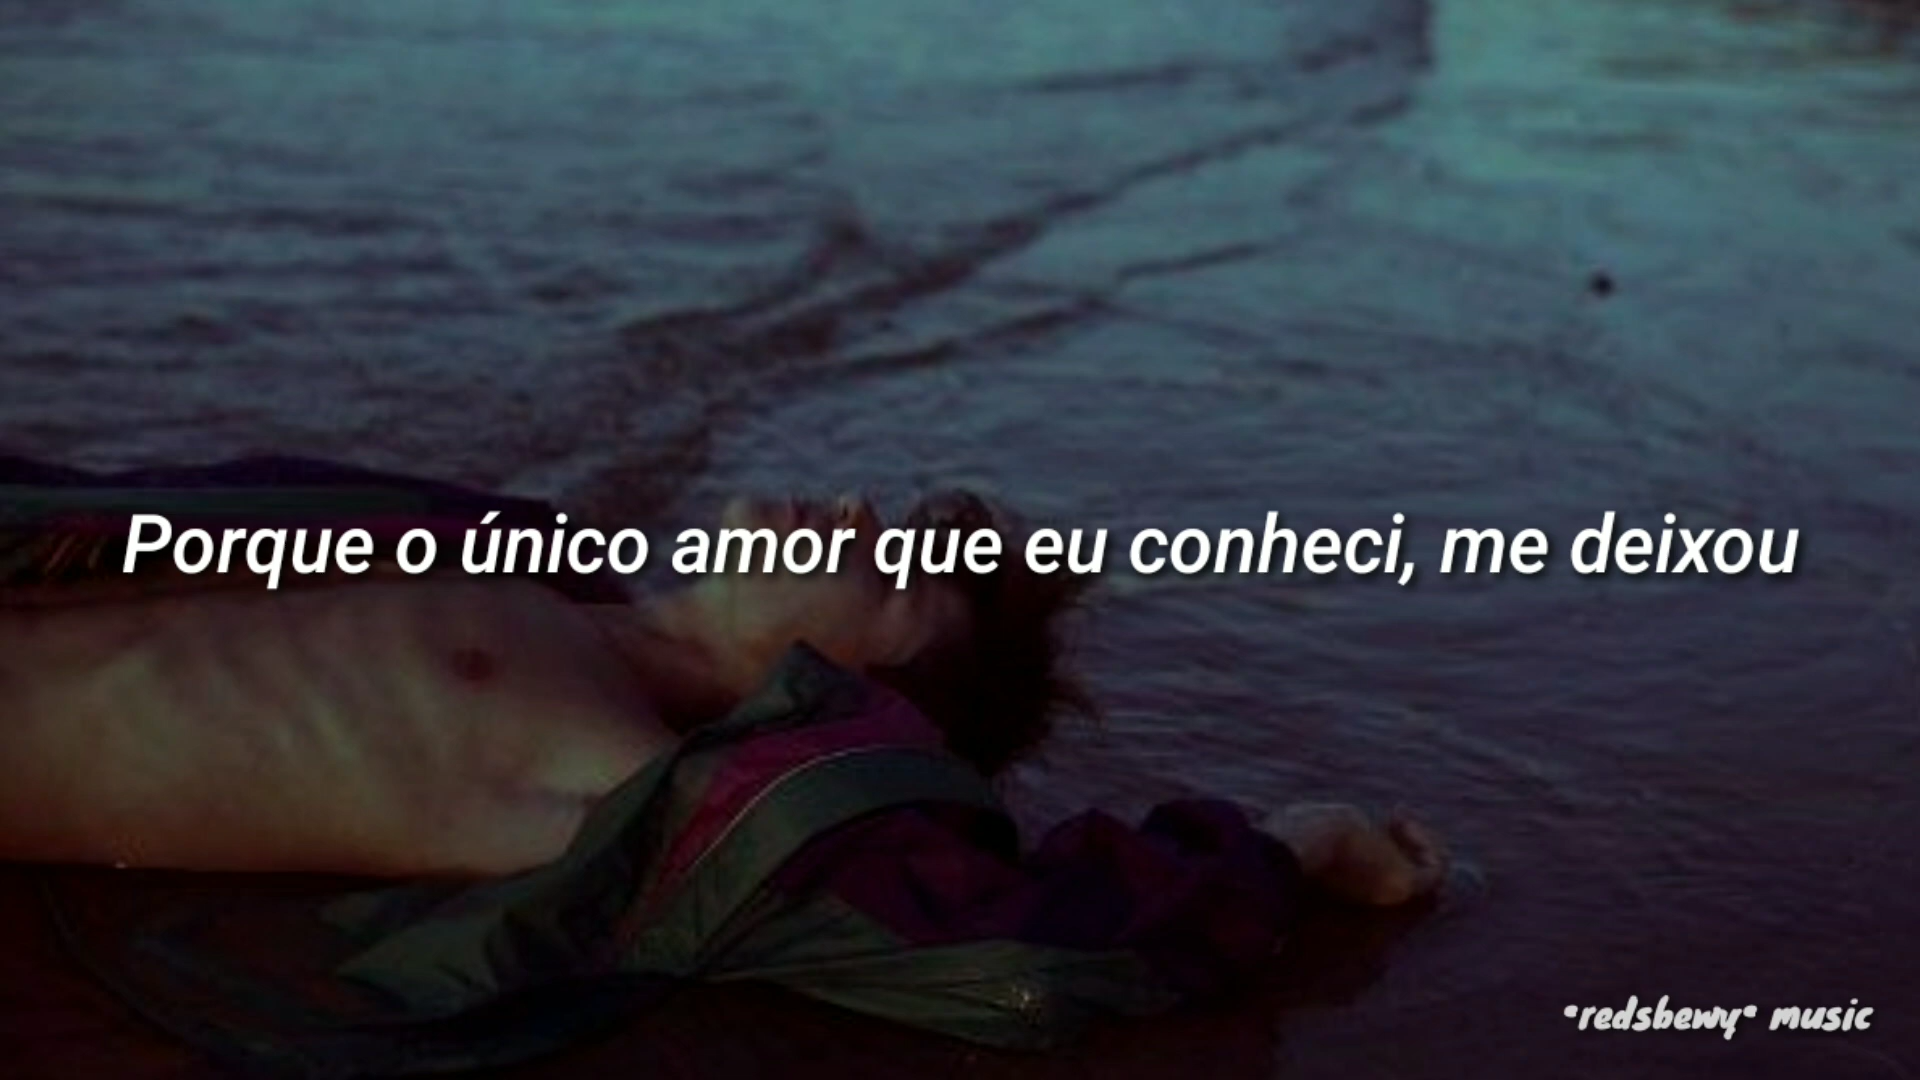 Porque o único amor que eu conheci, me deixou
•redsbewy• music